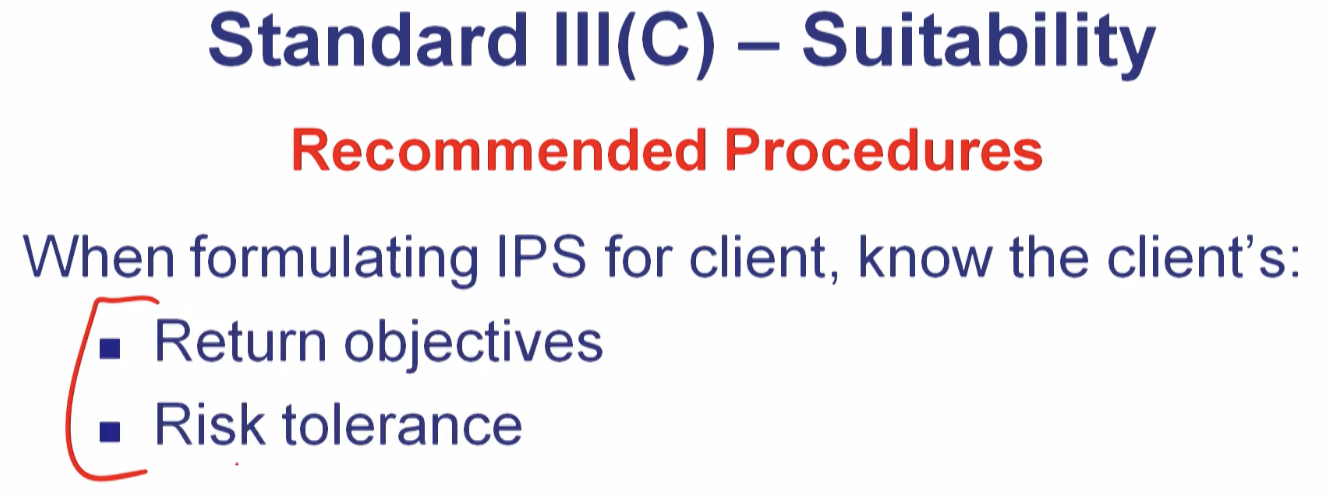 Standard III(C) – Suitability
Recommended Procedures
When formulating IPS for client, know the client’s:
▪ Return objectives
▪ Risk tolerance